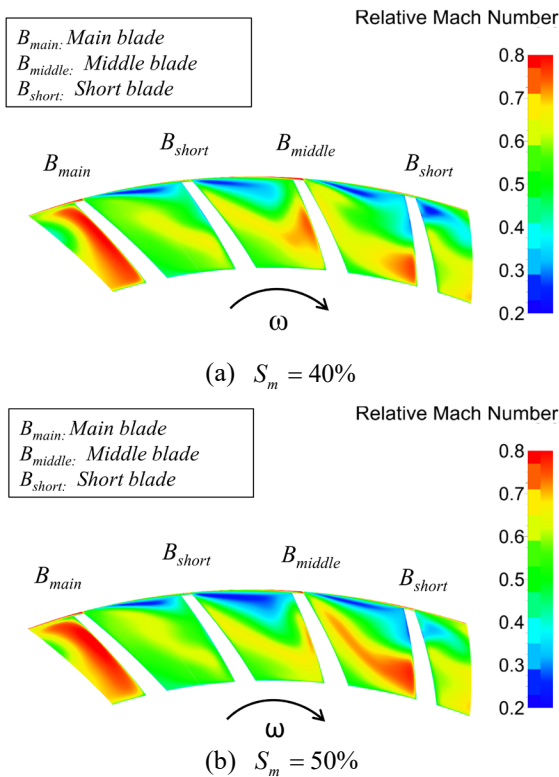 Relative Mach Number
B_main: Main blade
B_middle: Middle blade
B_short: Short blade
B_main
B_short
B_middle
B_short
0.8
0.7
0.6
0.5
0.4
0.3
0.2
ω
(a) S_m = 40%
Relative Mach Number
B_main: Main blade
B_middle: Middle blade
B_short: Short blade
B_main
B_short
B_middle
B_short
0.8
0.7
0.6
0.5
0.4
0.3
0.2
ω
(b) S_m = 50%